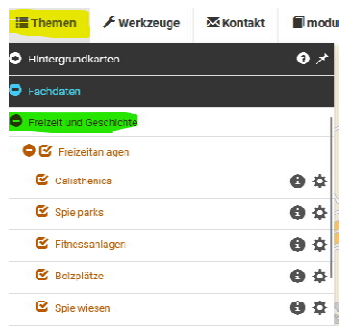 Themen Werkzeuge Kontakt modu
Hintergrundkarten
Fachdaten
Freizeit und Geschichte
Freizeitanlagen
Calisthenics
Spielparks
Fitnessanlagen
Bolzplätze
Spielwiesen